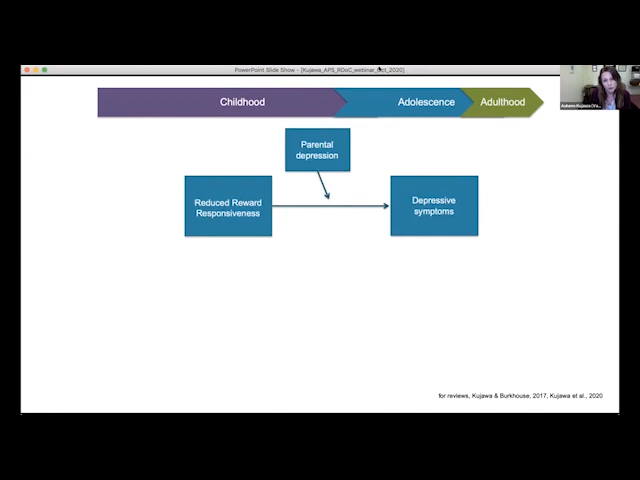 PowerPoint Slide Show - [Kujawa_APS_RDoC_webinar_Oct_2020]
Childhood
Adolescence
Adulthood
Parental
depression
Reduced Reward
Responsiveness
Depressive
symptoms
for reviews, Kujawa & Burkhouse, 2017, Kujawa et al., 2020